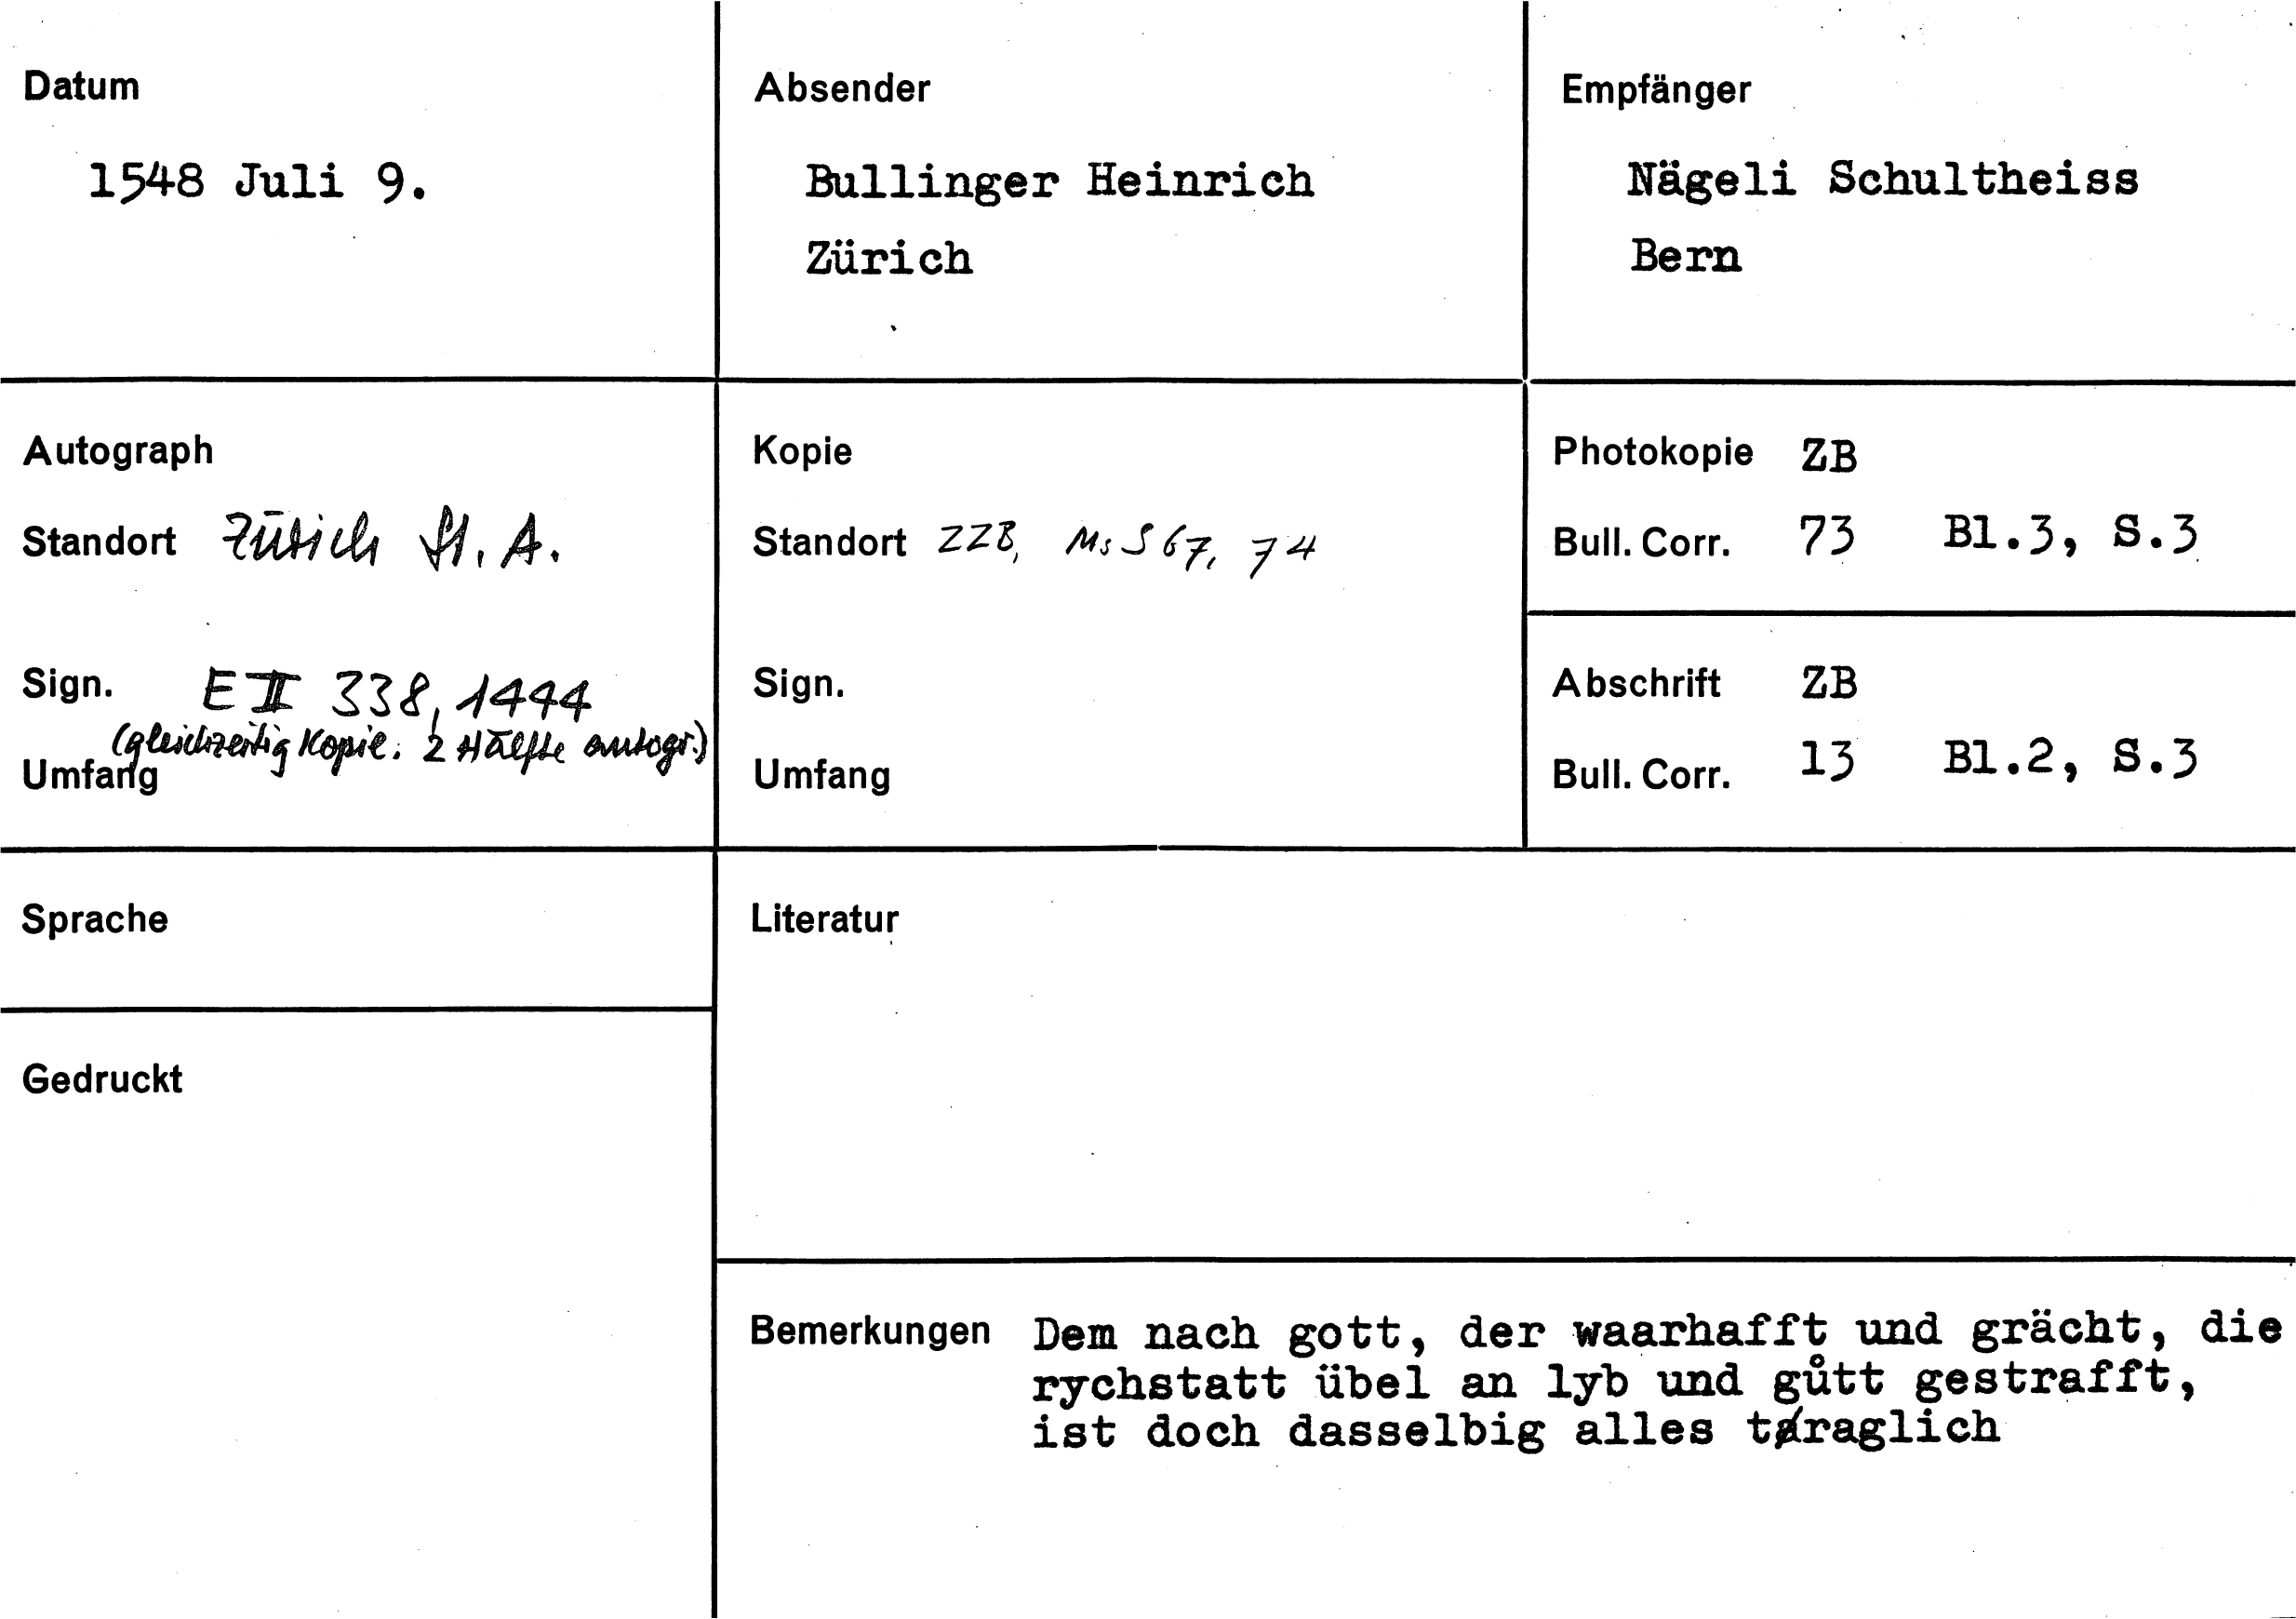 Datum
1548 Juli 9.
Absender
Bullinger Heinrich
Zürich
Empfänger
Nägeli Schultheiss
Bern
Autograph
Standort Zürich St. A.
Sign. E II 338, 1444
(gleichzeitig Kopie. 2 Hälfte autogr.)
Umfang
Kopie
Standort ZZB, Ms S 67, 74
Sign.
Umfang
Photokopie ZB
Bull. Corr. 73 Bl.3, S.3
Abschrift ZB
Bull. Corr. 13 Bl.2, S.3
Sprache
Literatur
Gedruckt
Bemerkungen Dem nach gott, der waarhafft und grächt, die
rychstatt übel an lyb und gůtt gestrafft,
ist doch dasselbig alles traglich